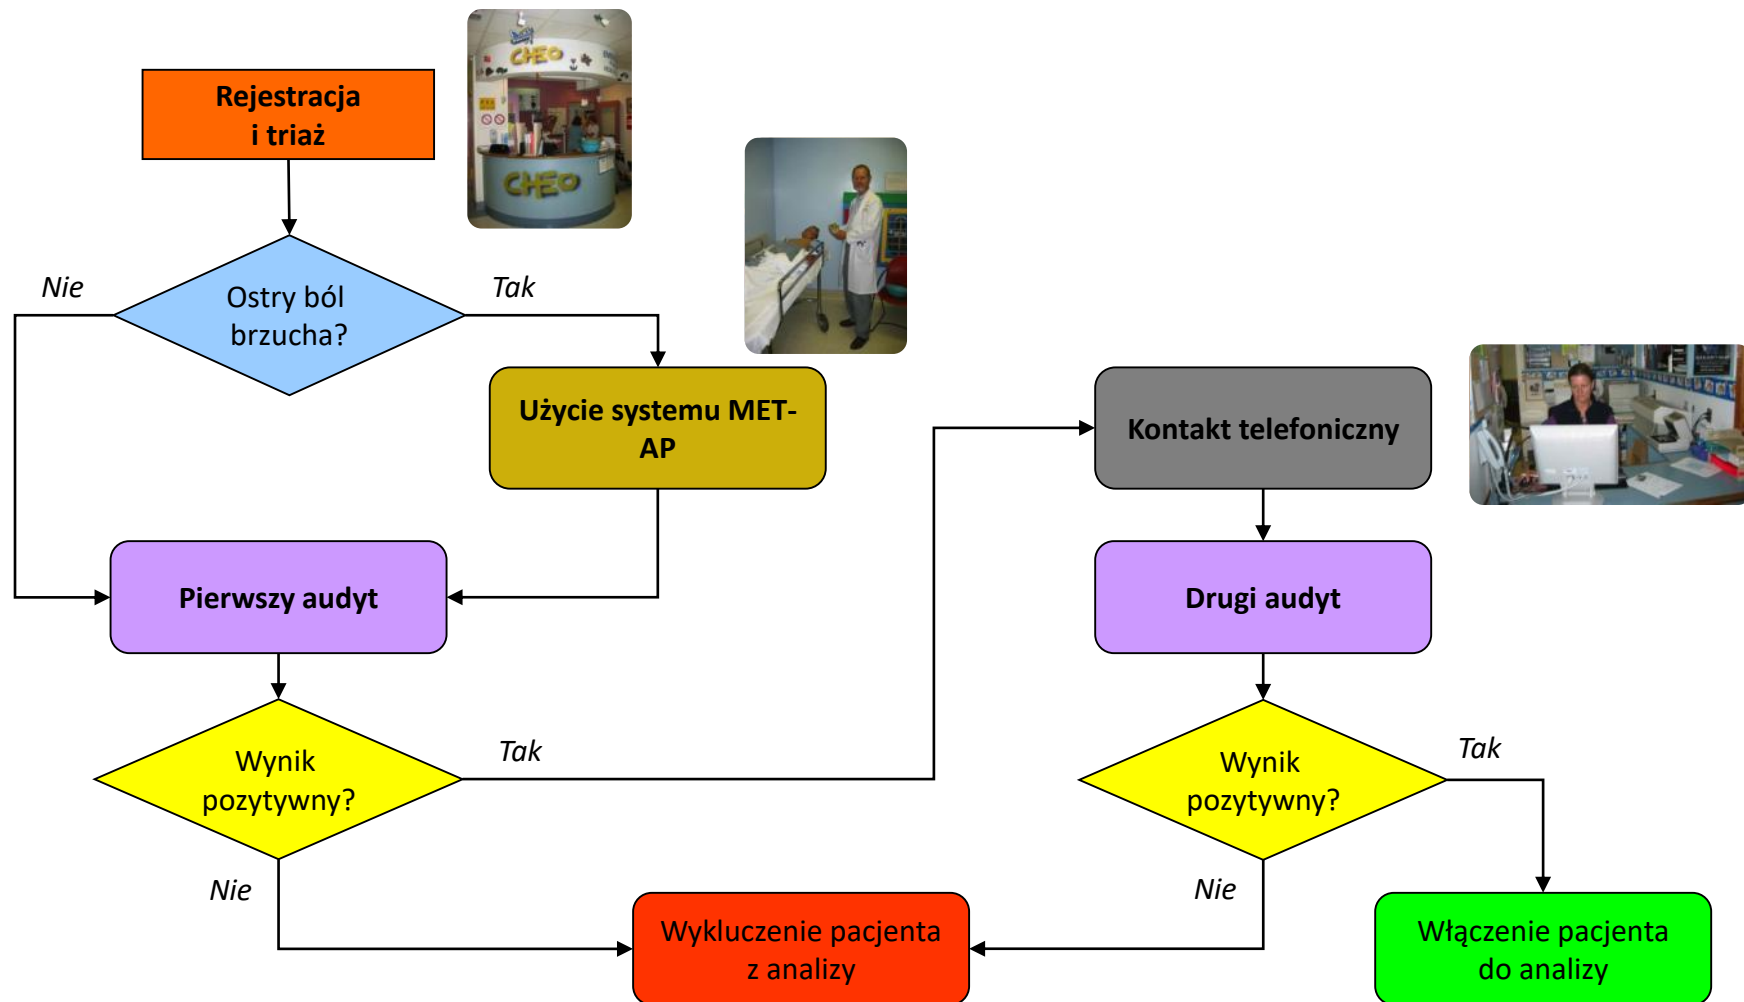 CHEO
CHEO
Rejestracja
i triaż
Nie
Tak
Ostry ból
brzucha?
Użycie systemu MET-
AP
Kontakt telefoniczny
Pierwszy audyt
Drugi audyt
Wynik
pozytywny?
Tak
Nie
Wynik
pozytywny?
Tak
Nie
Wykluczenie pacjenta
z analizy
Włączenie pacjenta
do analizy